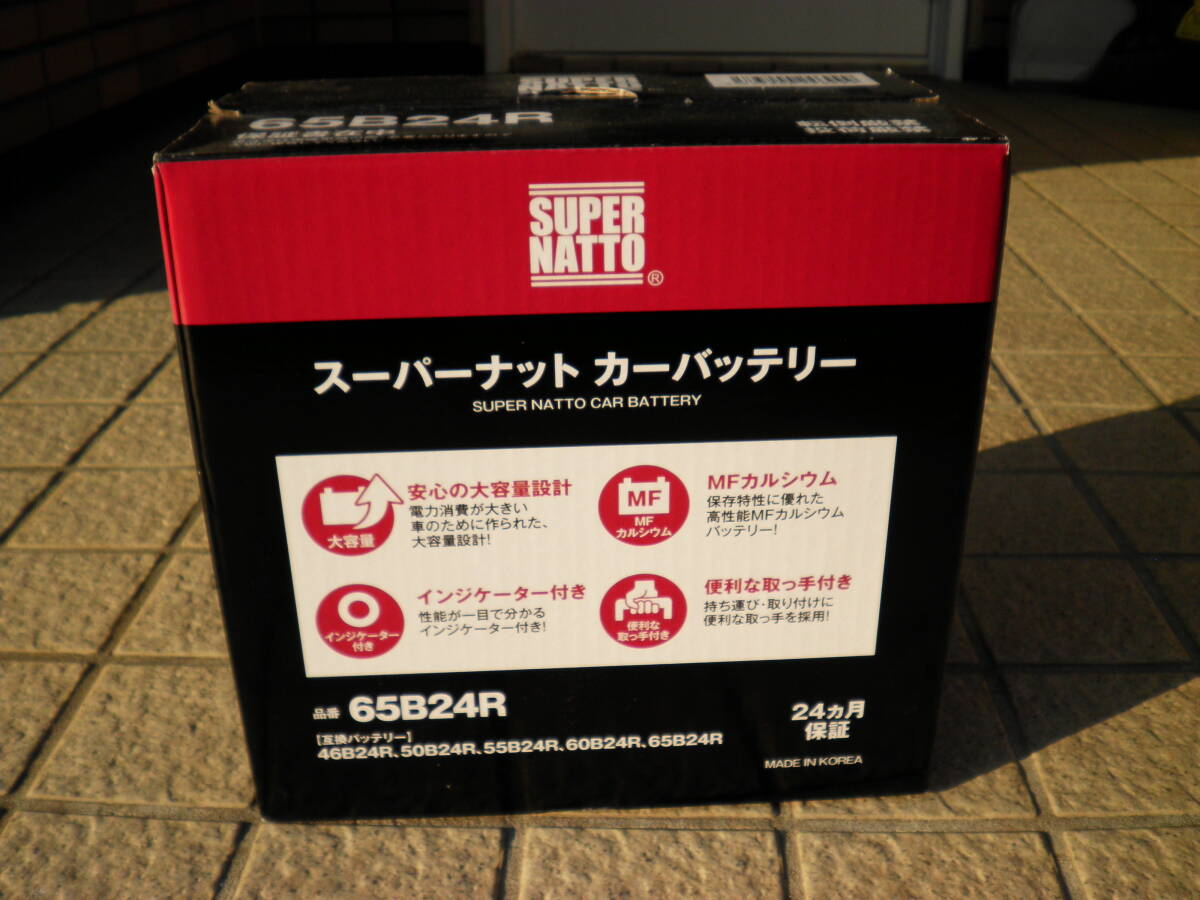 SUPER
65B24R
SUPER
NATTO
®
スーパーナット カーバッテリー
SUPER NATTO CAR BATTERY
大容量
安心の大容量設計
電力消費が大きい
車のために作られた、
大容量設計!
MF
MF
カルシウム
MFカルシウム
保存特性に優れた
高性能MFカルシウム
バッテリー!
インジケーター
付き
インジケーター付き
性能が一目で分かる
インジケーター付き!
便利な
取っ手付き
便利な取っ手付き
持ち運び・取り付けに
便利な取っ手を採用!
品番 65B24R
[互換バッテリー]
46B24R、50B24R、55B24R、60B24R、65B24R
24ヵ月
保証
MADE IN KOREA